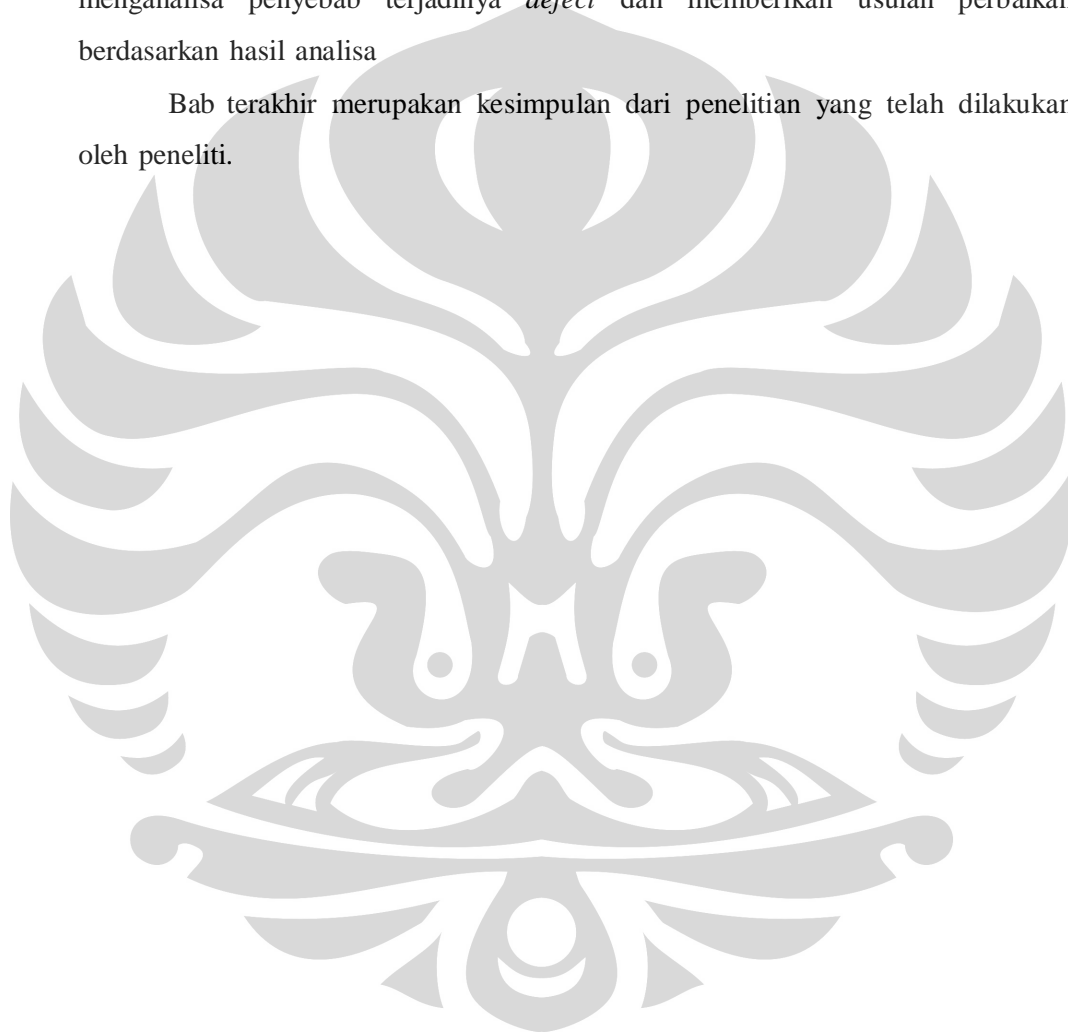 menganalisa penyebab terjadinya defect dan memberikan usulan perbaikan
berdasarkan hasil analisa
Bab terakhir merupakan kesimpulan dari penelitian yang telah dilakukan
oleh peneliti.